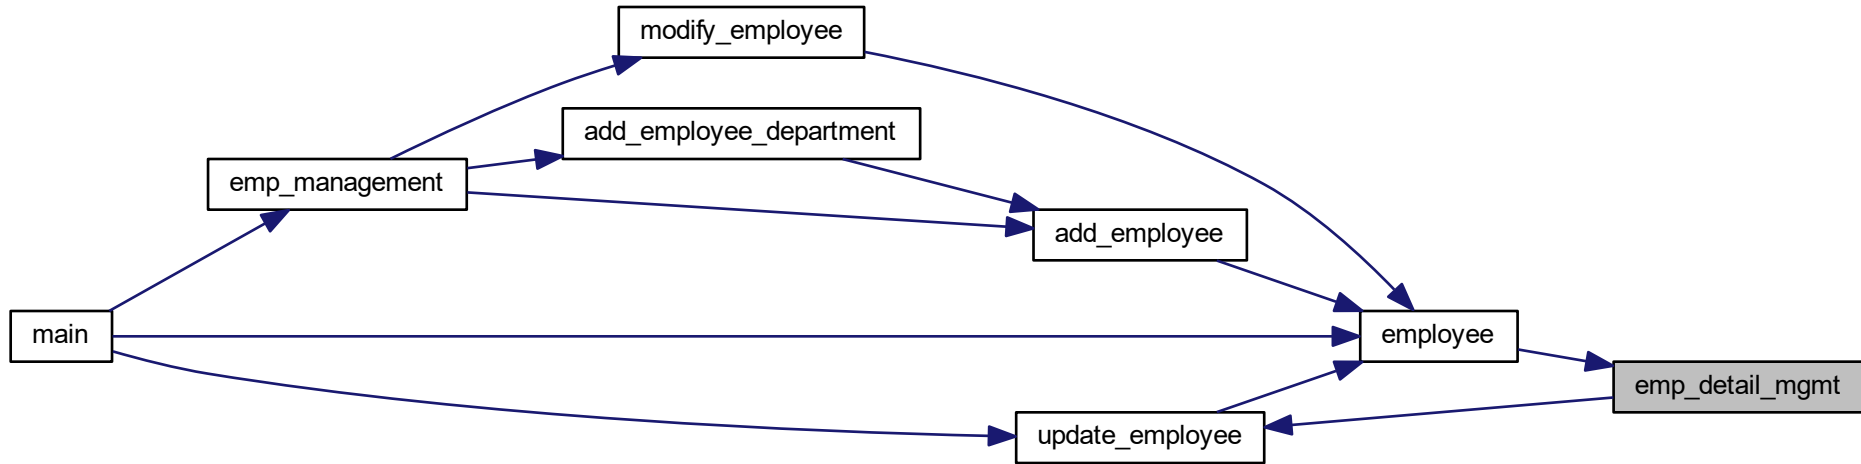 modify_employee
add_employee_department
emp_management
add_employee
main
employee
emp_detail_mgmt
update_employee